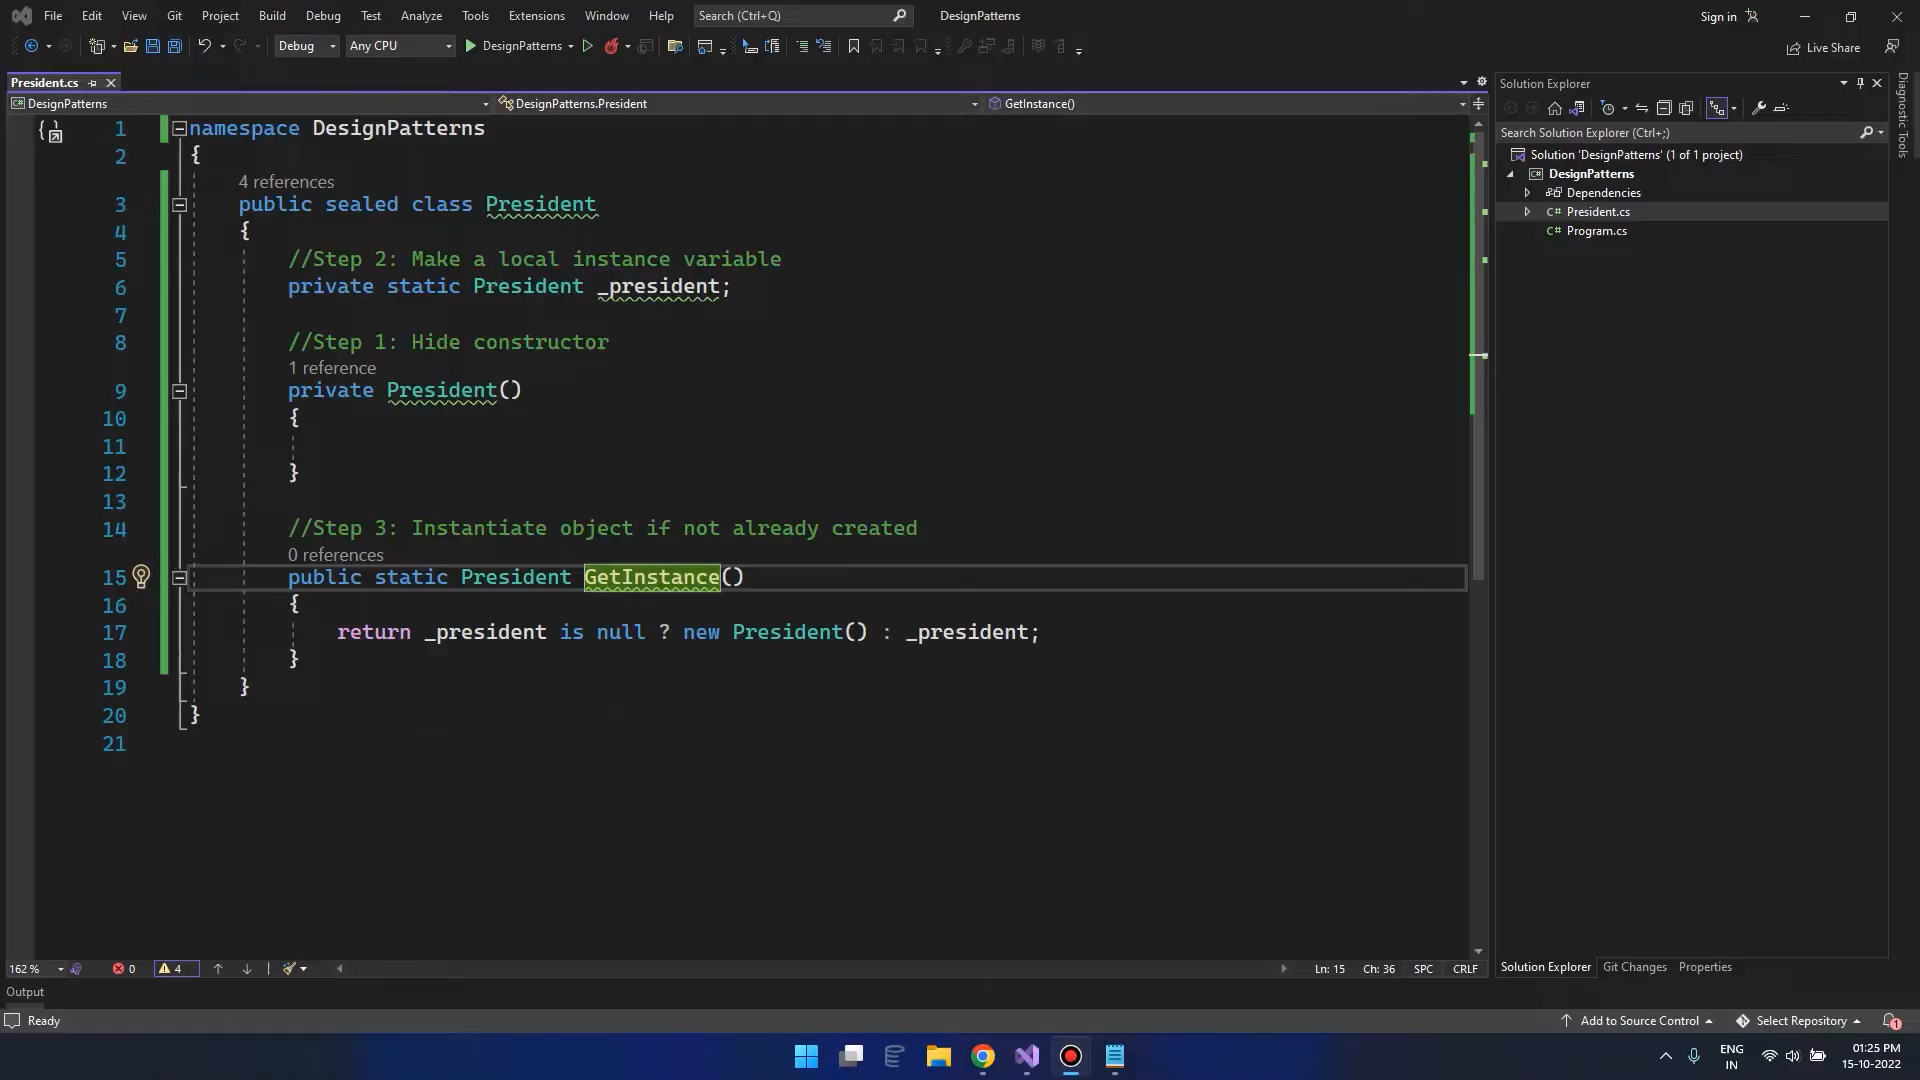 File Edit View Git Project Build Debug Test Analyze Tools Extensions Window Help Search (Ctrl+Q) DesignPatterns Sign in
Debug Any CPU DesignPatterns Live Share
President.cs
DesignPatterns DesignPatterns.President GetInstance()
1 namespace DesignPatterns
2 {
4 references
3 public sealed class President
4 {
5 //Step 2: Make a local instance variable
6 private static President _president;
7
8 //Step 1: Hide constructor
1 reference
9 private President()
10 {
11
12 }
13
14 //Step 3: Instantiate object if not already created
0 references
15 public static President GetInstance()
16 {
17 return _president is null ? new President() : _president;
18 }
19 }
20 }
21
162 % 0 4 Ln: 15 Ch: 36 SPC CRLF
Solution Explorer
Search Solution Explorer (Ctrl+;)
Solution 'DesignPatterns' (1 of 1 project)
C# DesignPatterns
Dependencies
C# President.cs
C# Program.cs
Solution Explorer Git Changes Properties
Diagnostic Tools
Output
Ready Add to Source Control Select Repository 1
ENG
IN
01:25 PM
15-10-2022